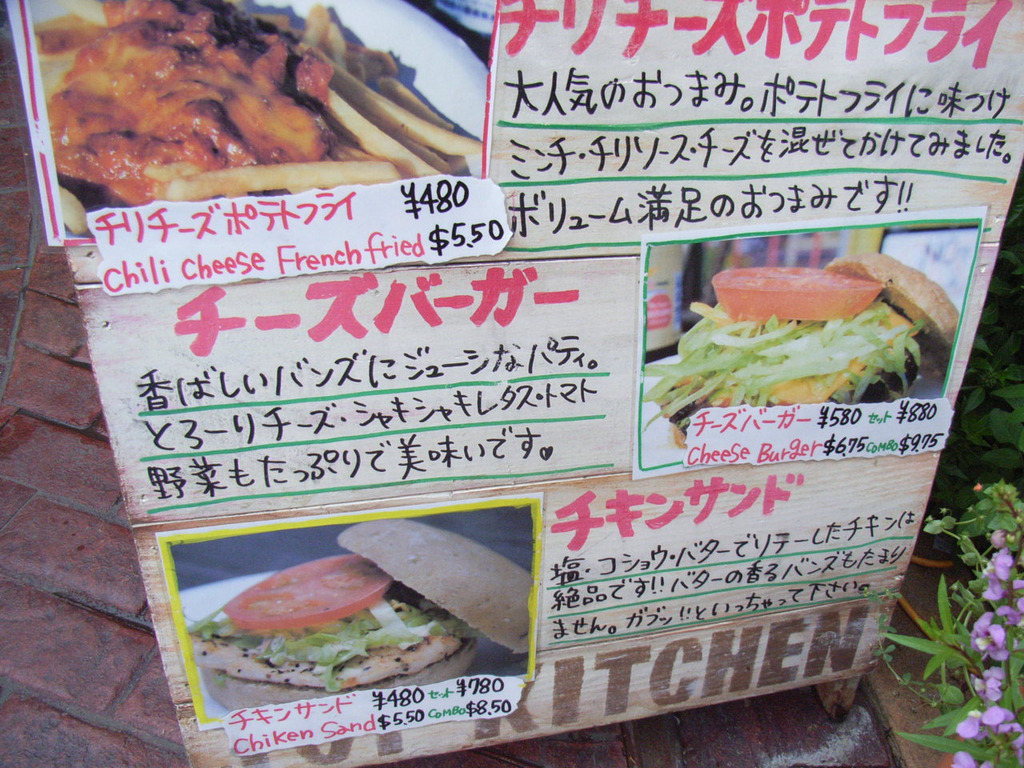 チリチーズポテトフライ
大人気のおつまみ。ポテトフライに味つけ
ミンチ・チリソース・チーズを混ぜてかけてみました。
ボリューム満足のおつまみです!!
チリチーズポテトフライ ¥480
Chili Cheese French fried $5.50
チーズバーガー
香ばしいバンズにジューシなパティ。
とろーりチーズ・シャキシャキレタス・トマト
野菜もたっぷりで美味いです。
チーズバーガー ¥580 セット ¥880
Cheese Burger $6.75 COMBO $9.75
チキンサンド
塩・コショウ・バターでソテーしたチキンは
絶品です!!バターの香るバンズもたまり
ません。ガブッ!!といっちゃって下さい。
チキンサンド ¥480 セット ¥780
Chiken Sand $5.50 COMBO $8.50
KITCHEN